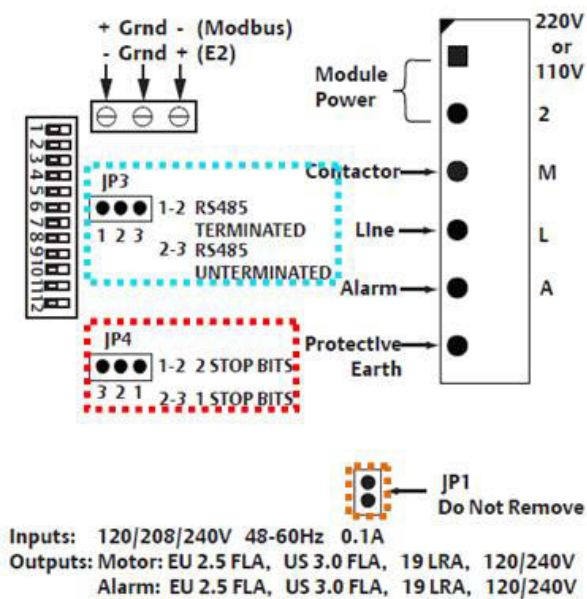 + Grnd - (Modbus)
- Grnd + (E2)
220V
or
110V
Module
Power
2
1
2
3
4
5
6
7
8
9
10
11
12
JP3
1-2 RS485
TERMINATED
1 2 3
2-3 RS485
UNTERMINATED
Contactor
M
Line
L
Alarm
A
JP4
1-2 2 STOP BITS
3 2 1
2-3 1 STOP BITS
Protective
Earth
JP1
Do Not Remove
Inputs: 120/208/240V 48-60Hz 0.1A
Outputs: Motor: EU 2.5 FLA, US 3.0 FLA, 19 LRA, 120/240V
Alarm: EU 2.5 FLA, US 3.0 FLA, 19 LRA, 120/240V